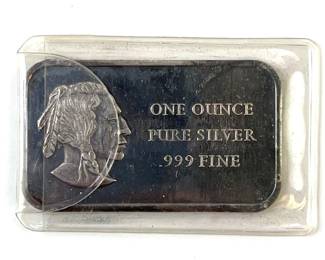 ONE OUNCE
PURE SILVER
.999 FINE